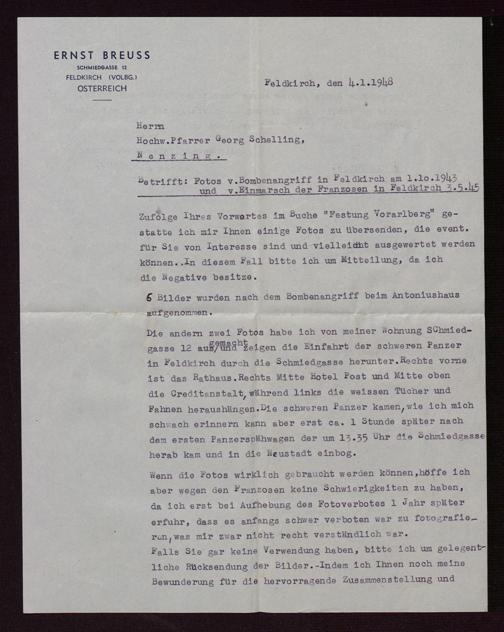 ERNST BREUSS
SCHMIEDGASSE 12
FELDKIRCH (VOLBG.)
ÖSTERREICH
Feldkirch, den 4.1.1948
Herrn
Hochw.Pfarrer Georg Schelling,
Nenzing.
Betrifft: Fotos v.Bombenangriff in Feldkirch am 1.10.1943
und v.Einmarsch der Franzosen in Feldkirch 3.5.45
Zufolge Ihres Vorwortes im Buche "Festung Vorarlberg" ge-
statte ich mir Ihnen einige Fotos zu übersenden, die event.
für Sie von Interesse sind und vielleicht ausgewertet werden
können..In diesem Fall bitte ich um Mitteilung, da ich
die Negative besitze.
6 Bilder wurden nach dem Bombenangriff beim Antoniushaus
aufgenommen.
Die andern zwei Fotos habe ich von meiner Wohnung Schmied-
gasse 12 aus gemacht/und zeigen die Einfahrt der schweren Panzer
in Feldkirch durch die Schmiedgasse herunter.Rechts vorne
ist das Rathaus.Rechts Mitte Hotel Post und Mitte oben
die Creditanstalt,während links die weissen Tücher und
Fahnen heraushängen.Die schweren Panzer kamen,wie ich mich
schwach erinnern kann aber erst ca. 1 Stunde später nach
dem ersten Panzerspähwagen der um 13.35 Uhr die Schmiedgasse
herab kam und in die Neustadt einbog.
Wenn die Fotos wirklich gebraucht werden können,höffe ich
aber wegen den Franzosen keine Schwierigkeiten zu haben,
da ich erst bei Aufhebung des Fotoverbotes 1 Jahr später
erfuhr, dass es anfangs schwer verboten war zu fotografie-
ren,was mir zwar nicht recht verständlich war.
Falls Sie gar keine Verwendung haben, bitte ich um gelegent-
liche Rücksendung der Bilder.-Indem ich Ihnen noch meine
Bewunderung für die hervorragende Zusammenstellung und